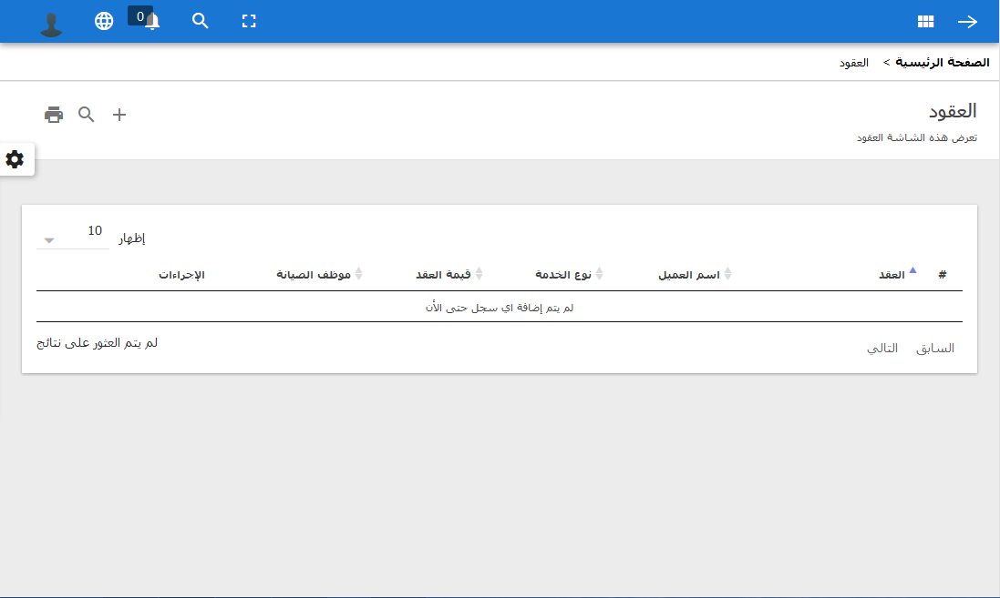 0
الصفحة الرئيسية > العقود
العقود
تعرض هذه الشاشة العقود
إظهار 10
# العقد اسم العميل نوع الخدمة قيمة العقد موظف الصيانة الإجراءات
لم يتم إضافة اي سجل حتى الأن
السابق التالي
لم يتم العثور على نتائج